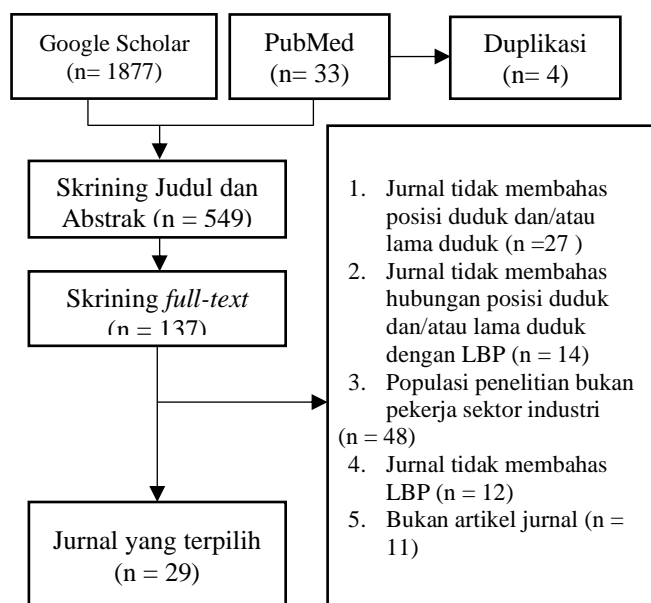 Google Scholar
(n= 1877)
PubMed
(n= 33)
Duplikasi
(n= 4)
Skrining Judul dan
Abstrak (n = 549)
Skrining full-text
(n = 137)
1. Jurnal tidak membahas
posisi duduk dan/atau
lama duduk (n =27 )
2. Jurnal tidak membahas
hubungan posisi duduk
dan/atau lama duduk
dengan LBP (n = 14)
3. Populasi penelitian bukan
pekerja sektor industri
(n = 48)
4. Jurnal tidak membahas
LBP (n = 12)
5. Bukan artikel jurnal (n =
11)
Jurnal yang terpilih
(n = 29)